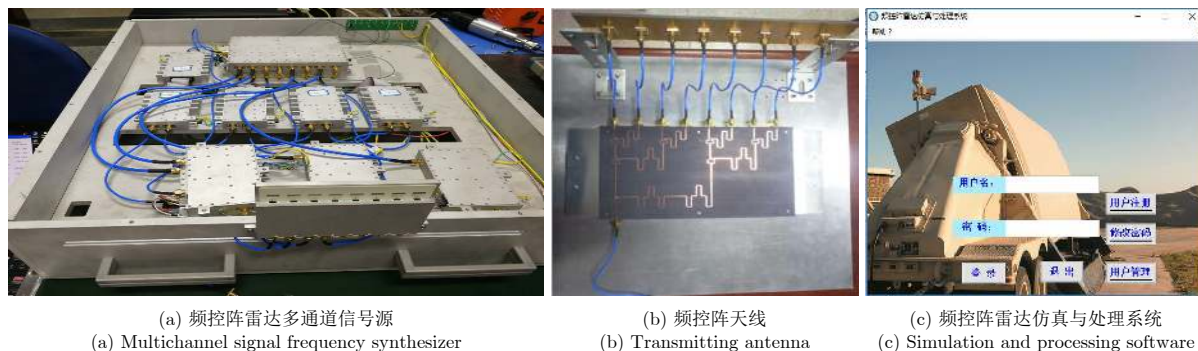 频控阵雷达仿真与处理系统
帮助?
用户名:
用户注册
密 码:
修改密码
登 录
退 出
用户管理
(a) 频控阵雷达多通道信号源
(a) Multichannel signal frequency synthesizer
(b) 频控阵天线
(b) Transmitting antenna
(c) 频控阵雷达仿真与处理系统
(c) Simulation and processing software